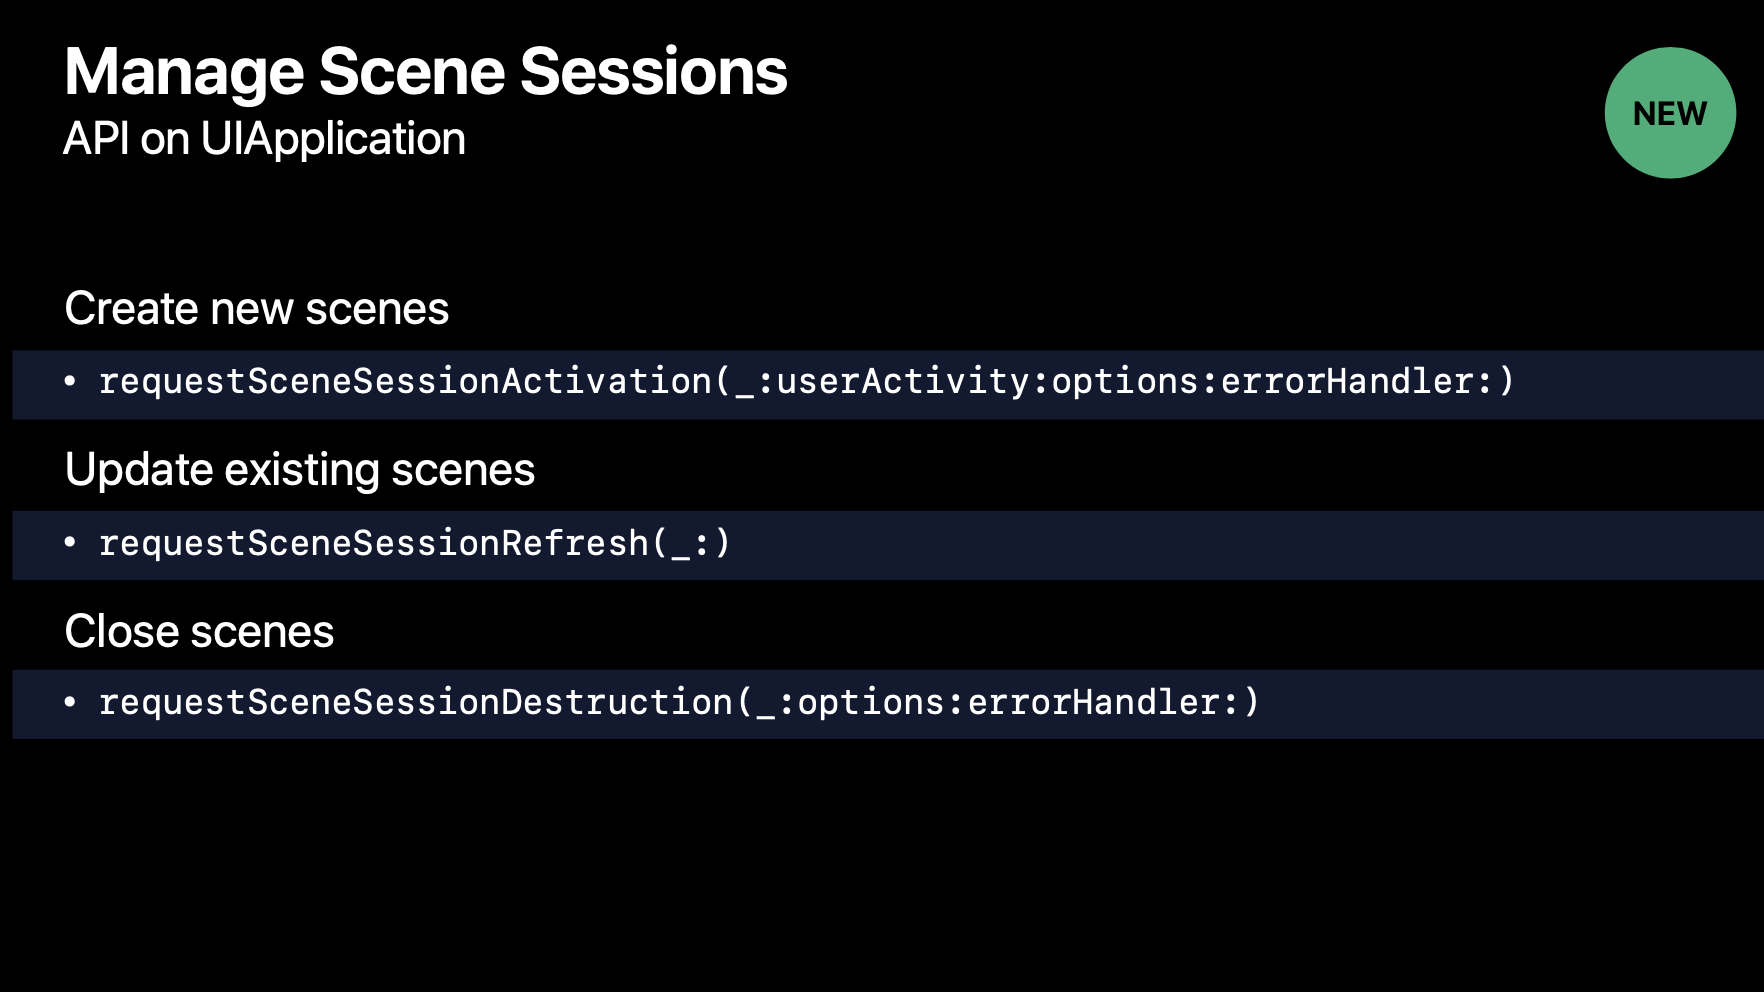 Manage Scene Sessions
API on UIApplication
NEW
Create new scenes
• requestSceneSessionActivation(_:userActivity:options:errorHandler:)
Update existing scenes
• requestSceneSessionRefresh(_:)
Close scenes
• requestSceneSessionDestruction(_:options:errorHandler:)